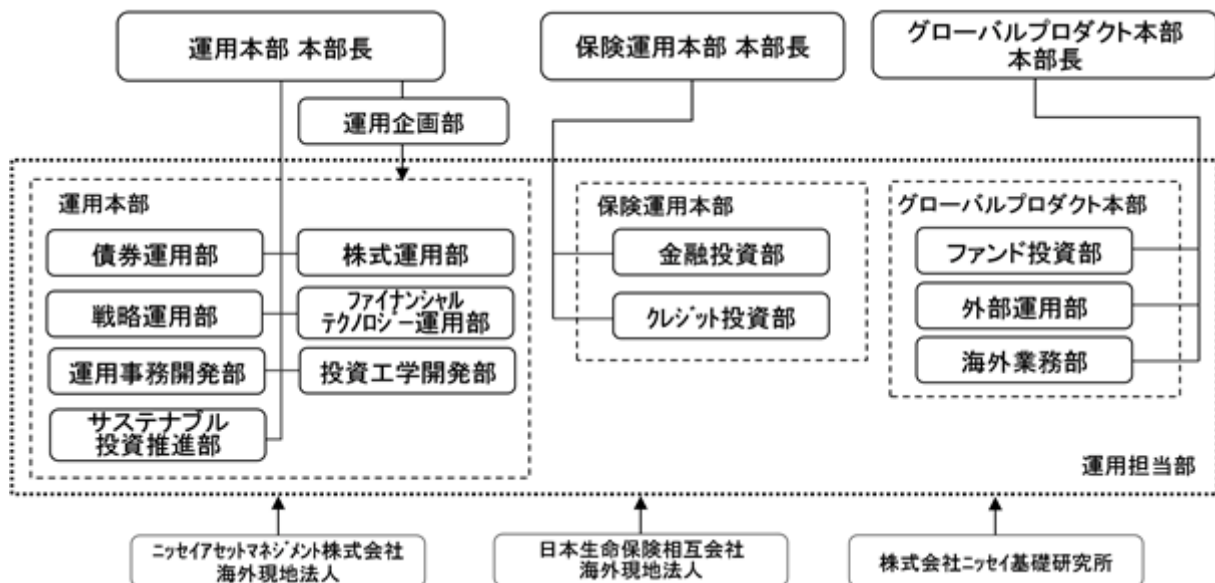 運用本部 本部長
保険運用本部 本部長
グローバルプロダクト本部
本部長
運用企画部
運用本部
債券運用部
株式運用部
戦略運用部
ファイナンシャル
テクノロジー運用部
運用事務開発部
投資工学開発部
サステナブル
投資推進部
保険運用本部
金融投資部
クレジット投資部
グローバルプロダクト本部
ファンド投資部
外部運用部
海外業務部
運用担当部
ニッセイアセットマネジメント株式会社
海外現地法人
日本生命保険相互会社
海外現地法人
株式会社ニッセイ基礎研究所